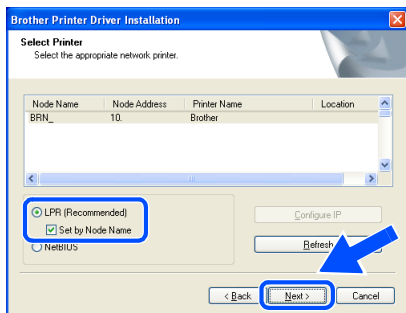 Brother Printer Driver Installation
Select Printer
Select the appropriate network printer.
Node Name Node Address Printer Name Location
BRN_ 10. Brother
LPR (Recommended)
Set by Node Name
NetBIUS
Configure IP
Refresh
< Back Next > Cancel